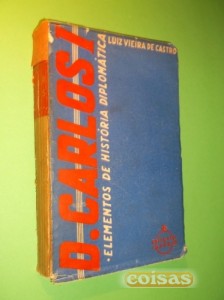 D. CARLOS I
• ELEMENTOS DE HISTÓRIA DIPLOMÁTICA
LUIZ VIEIRA DE CASTRO
coisas